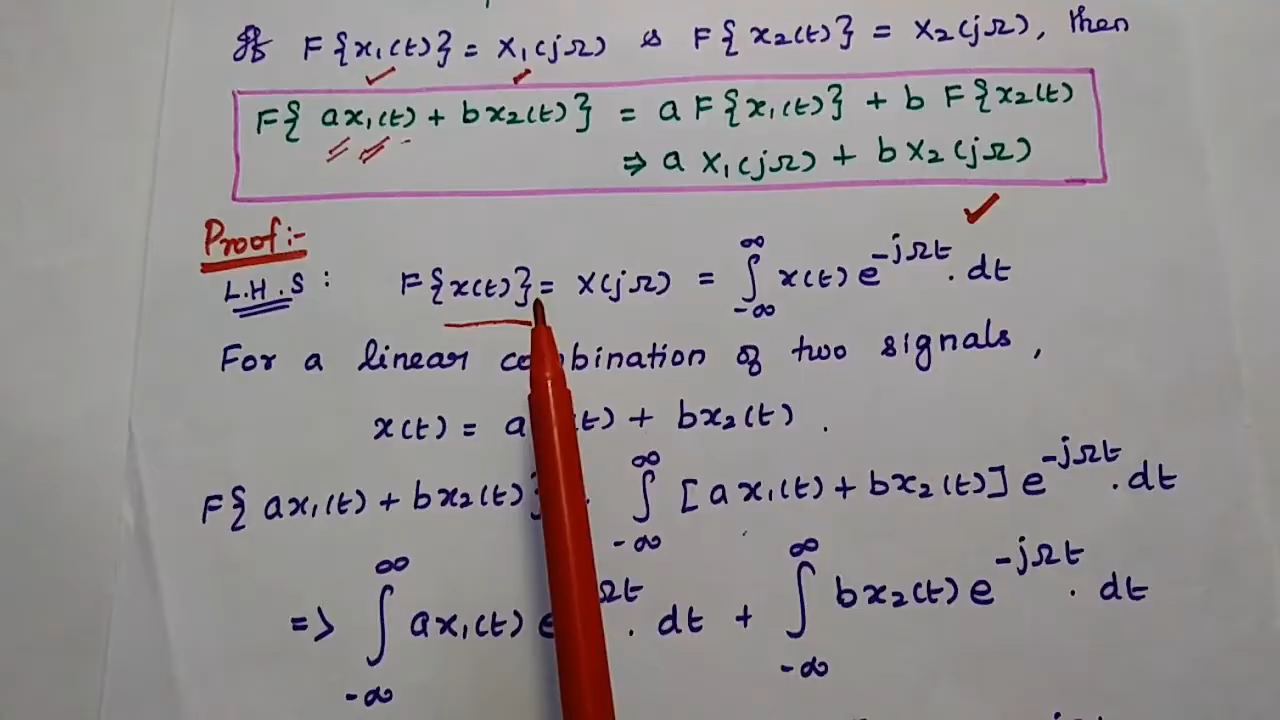 If F{x₁(t)} = X₁(jΩ) & F{x₂(t)} = X₂(jΩ), then
F{ax₁(t) + bx₂(t)} = a F{x₁(t)} + b F{x₂(t)
⇒ a X₁(jΩ) + b X₂(jΩ)
Proof:-
L.H.S : F{x(t)} = X(jΩ) = ∫_{-∞}^{∞} x(t) e^{-jΩt} . dt
For a linear of two signals,
x(t) = a + bx₂(t) .
F{ax₁(t) + bx₂(t)} ∫_{-∞}^{∞} [ax₁(t) + bx₂(t)] e^{-jΩt} . dt
=> ∫_{-∞}^{∞} ax₁(t) e Ωt . dt + ∫_{-∞}^{∞} bx₂(t) e^{-jΩt} . dt